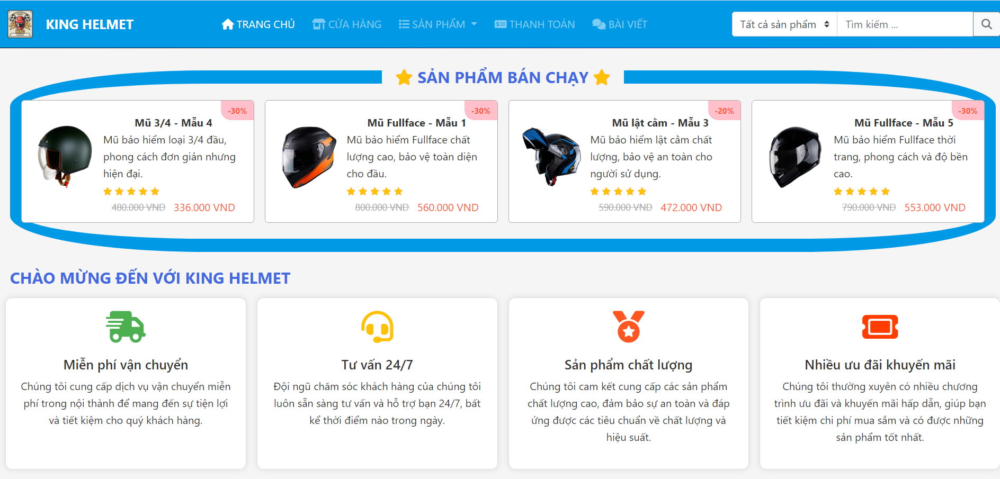 KING HELMET
TRANG CHỦ
CỬA HÀNG
SẢN PHẨM
THANH TOÁN
BÀI VIẾT
Tất cả sản phẩm
Tìm kiếm ...
SẢN PHẨM BÁN CHẠY
-30%
Mũ 3/4 - Mẫu 4
Mũ bảo hiểm loại 3/4 đầu,
phong cách đơn giản nhưng
hiện đại.
480.000 VND 336.000 VND
-30%
Mũ Fullface - Mẫu 1
Mũ bảo hiểm Fullface chất
lượng cao, bảo vệ toàn diện
cho đầu.
800.000 VND 560.000 VND
-20%
Mũ lật cằm - Mẫu 3
Mũ bảo hiểm lật cằm chất
lượng, bảo vệ an toàn cho
người sử dụng.
590.000 VND 472.000 VND
-30%
Mũ Fullface - Mẫu 5
Mũ bảo hiểm Fullface thời
trang, phong cách và độ bền
cao.
790.000 VND 553.000 VND
CHÀO MỪNG ĐẾN VỚI KING HELMET
Miễn phí vận chuyển
Chúng tôi cung cấp dịch vụ vận chuyển miễn
phí trong nội thành để mang đến sự tiện lợi
và tiết kiệm cho quý khách hàng.
Tư vấn 24/7
Đội ngũ chăm sóc khách hàng của chúng tôi
luôn sẵn sàng tư vấn và hỗ trợ bạn 24/7, bất
kể thời điểm nào trong ngày.
Sản phẩm chất lượng
Chúng tôi cam kết cung cấp các sản phẩm
chất lượng cao, đảm bảo sự an toàn và đáp
ứng được các tiêu chuẩn về chất lượng và
hiệu suất.
Nhiều ưu đãi khuyến mãi
Chúng tôi thường xuyên có nhiều chương
trình ưu đãi và khuyến mãi hấp dẫn, giúp bạn
tiết kiệm chi phí mua sắm và có được những
sản phẩm tốt nhất.